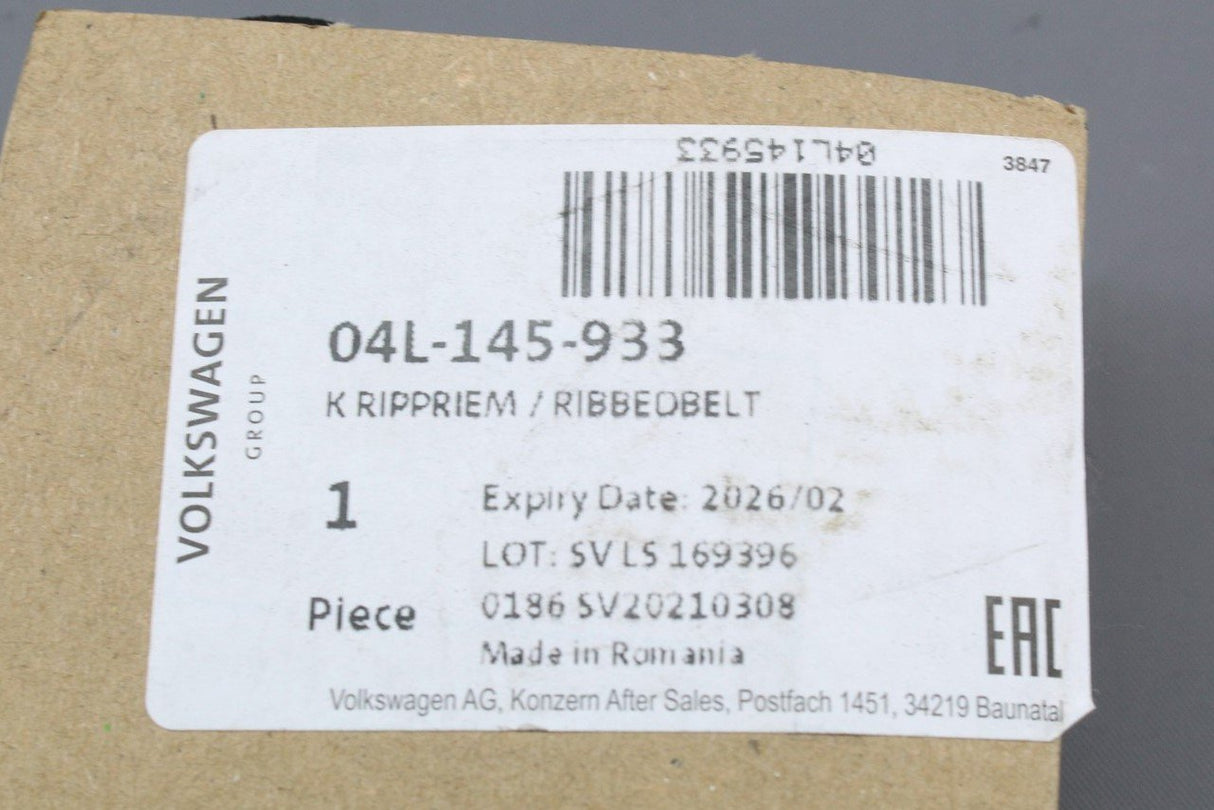 04L145933
3847
VOLKSWAGEN
GROUP
04L-145-933
K RIPPRIEM / RIBBEDBELT
1
Piece
Expiry Date: 2026/02
LOT: SV LS 169396
0186 SV20210308
Made in Romania
EAC
Volkswagen AG, Konzern After Sales, Postfach 1451, 34219 Baunatal